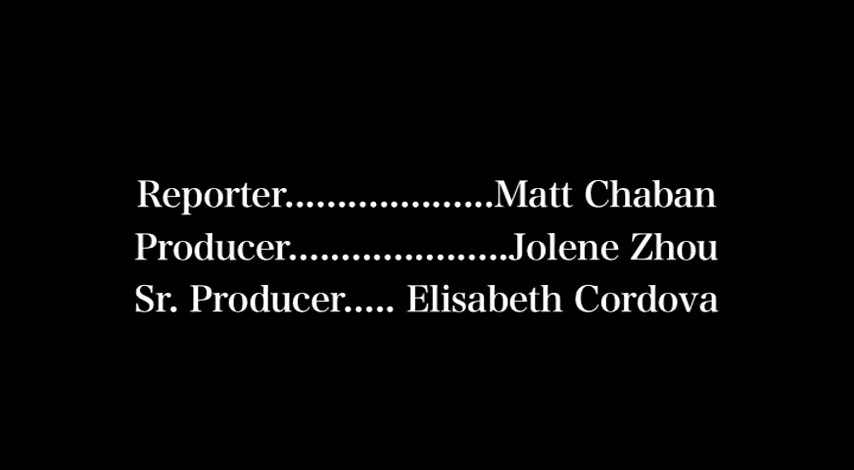 Reporter....................Matt Chaban
Producer.....................Jolene Zhou
Sr. Producer..... Elisabeth Cordova